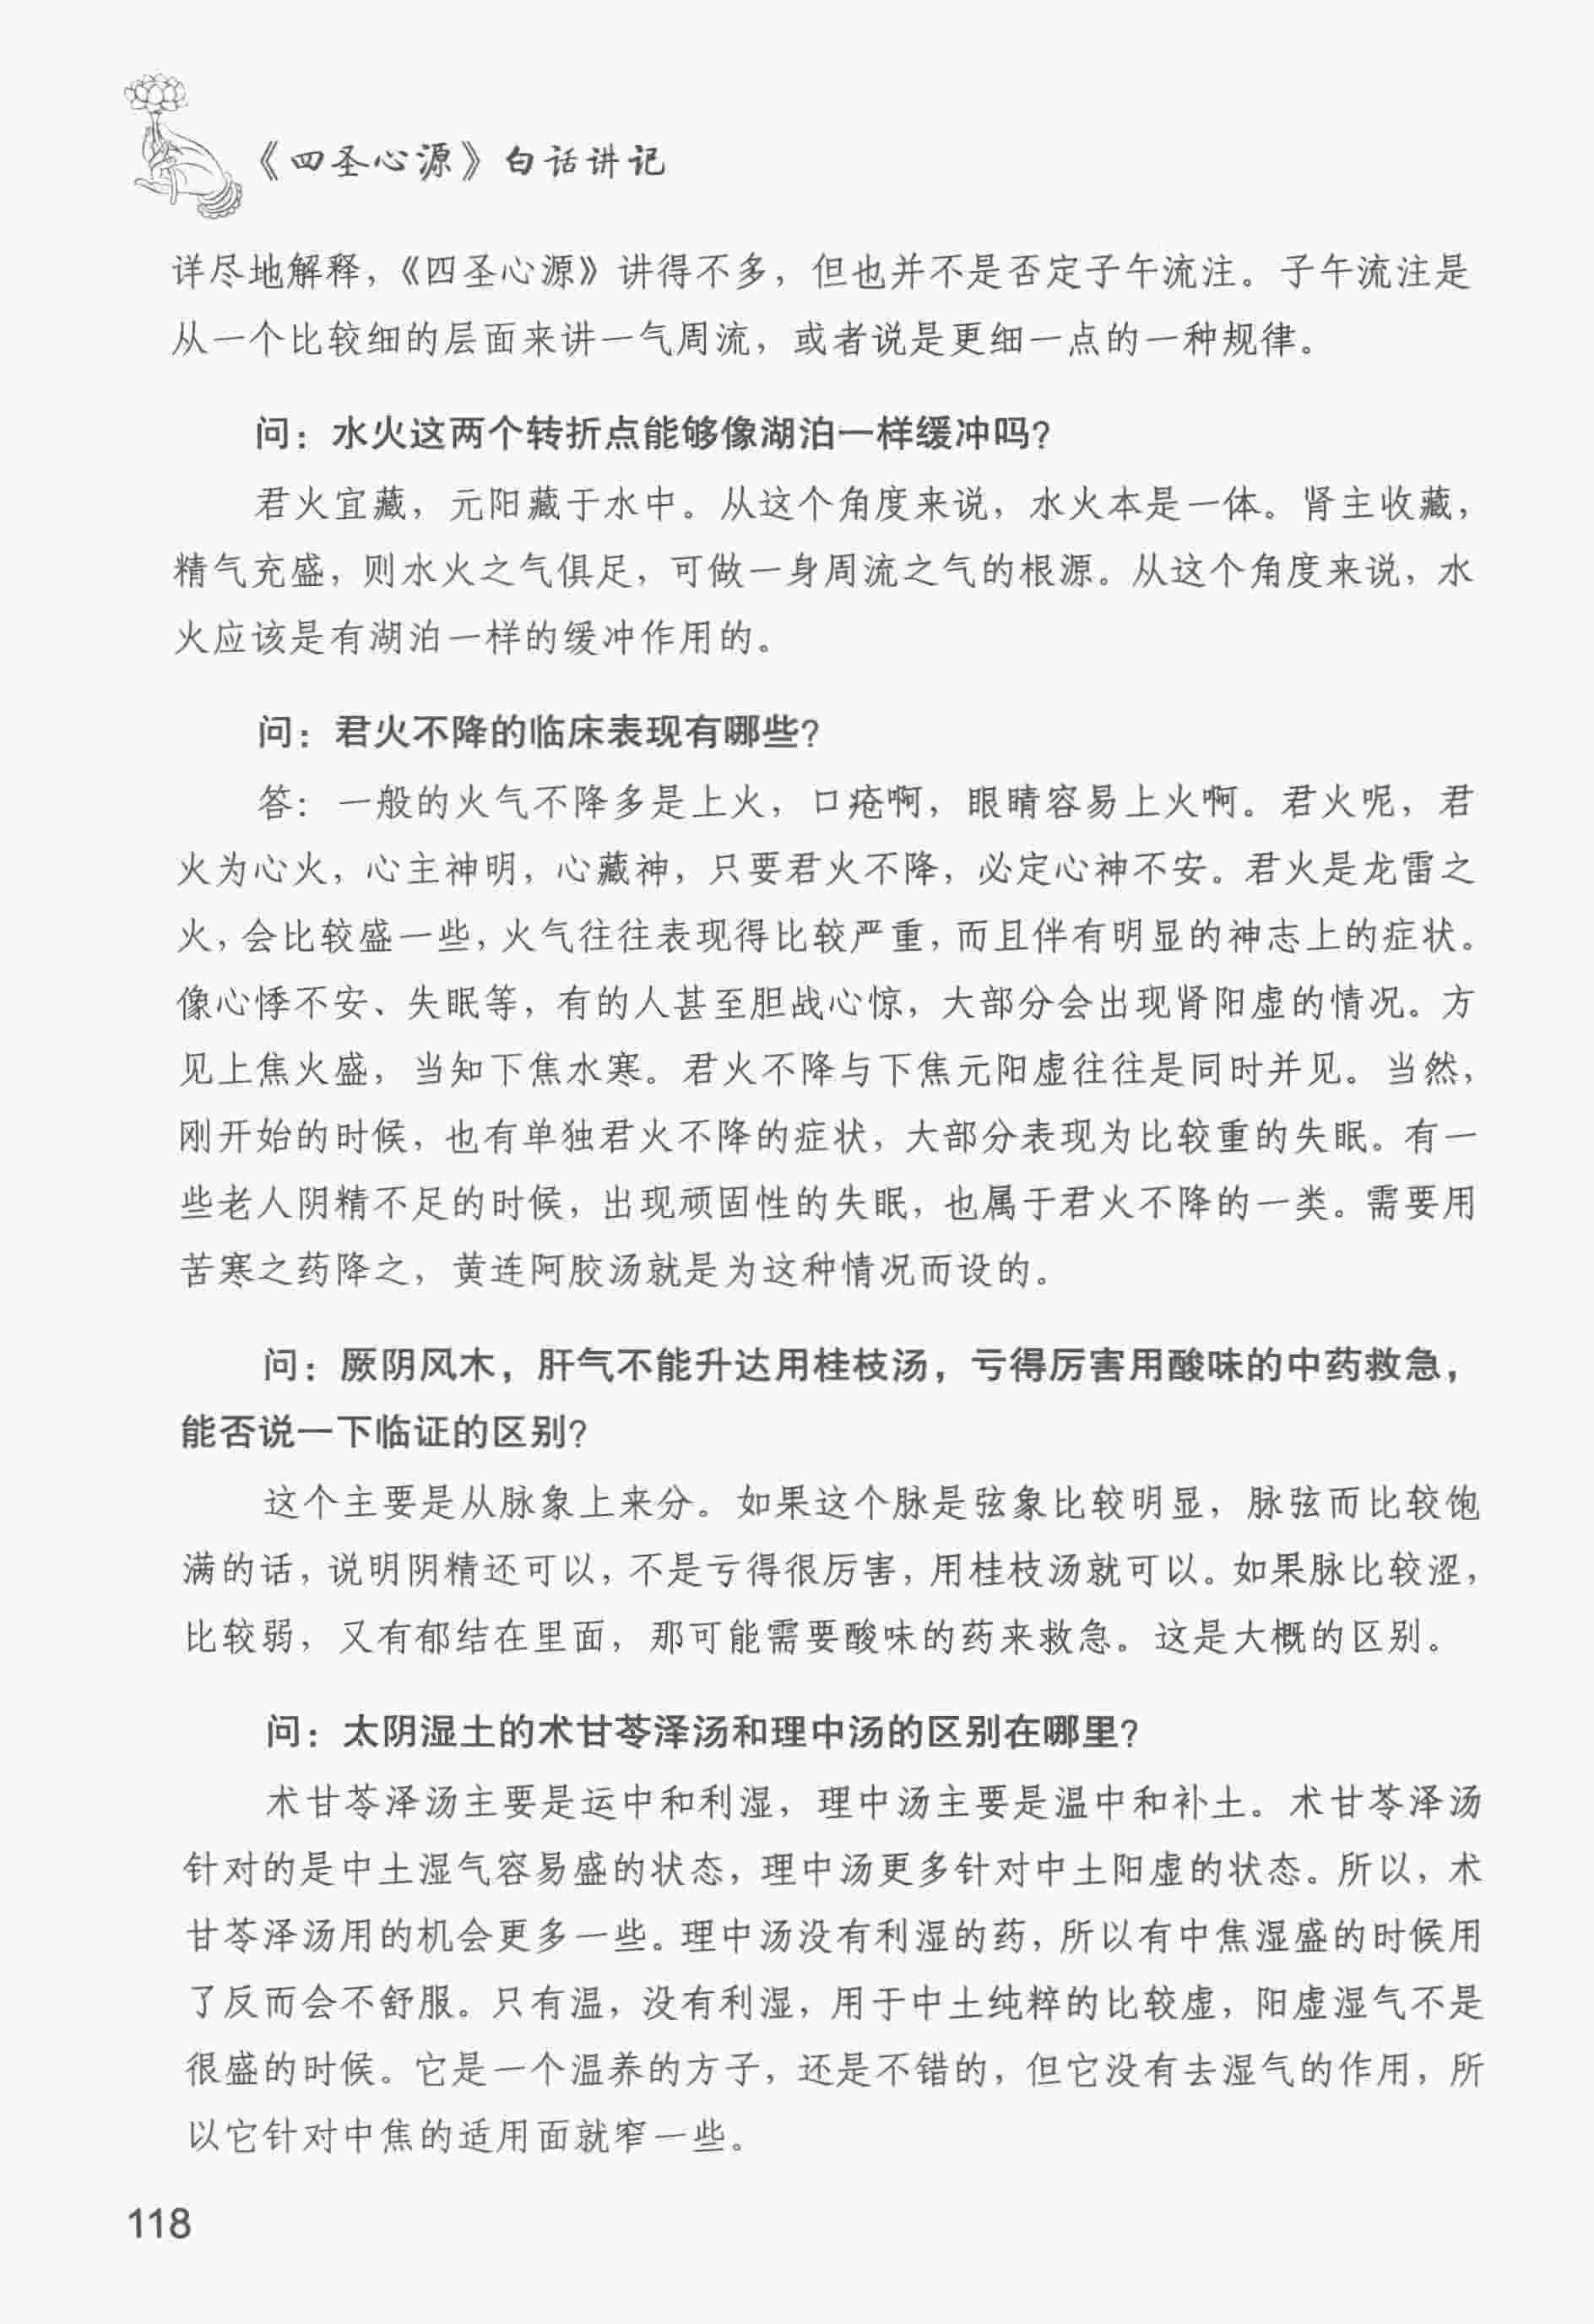 《四圣心源》白话讲记
详尽地解释，《四圣心源》讲得不多，但也并不是否定子午流注。子午流注是
从一个比较细的层面来讲一气周流，或者说是更细一点的一种规律。
问：水火这两个转折点能够像湖泊一样缓冲吗？
君火宜藏，元阳藏于水中。从这个角度来说，水火本是一体。肾主收藏，
精气充盛，则水火之气俱足，可做一身周流之气的根源。从这个角度来说，水
火应该是有湖泊一样的缓冲作用的。
问：君火不降的临床表现有哪些？
答：一般的火气不降多是上火，口疮啊，眼睛容易上火啊。君火呢，君
火为心火，心主神明，心藏神，只要君火不降，必定心神不安。君火是龙雷之
火，会比较盛一些，火气往往表现得比较严重，而且伴有明显的神志上的症状。
像心悸不安、失眠等，有的人甚至胆战心惊，大部分会出现肾阳虚的情况。方
见上焦火盛，当知下焦水寒。君火不降与下焦元阳虚往往是同时并见。当然，
刚开始的时候，也有单独君火不降的症状，大部分表现为比较重的失眠。有一
些老人阴精不足的时候，出现顽固性的失眠，也属于君火不降的一类。需要用
苦寒之药降之，黄连阿胶汤就是为这种情况而设的。
问：厥阴风木，肝气不能升达用桂枝汤，亏得厉害用酸味的中药救急，
能否说一下临证的区别？
这个主要是从脉象上来分。如果这个脉是弦象比较明显，脉弦而比较饱
满的话，说明阴精还可以，不是亏得很厉害，用桂枝汤就可以。如果脉比较涩，
比较弱，又有郁结在里面，那可能需要酸味的药来救急。这是大概的区别。
问：太阴湿土的术甘苓泽汤和理中汤的区别在哪里？
术甘苓泽汤主要是运中和利湿，理中汤主要是温中和补土。术甘苓泽汤
针对的是中土湿气容易盛的状态，理中汤更多针对中土阳虚的状态。所以，术
甘苓泽汤用的机会更多一些。理中汤没有利湿的药，所以有中焦湿盛的时候用
了反而会不舒服。只有温，没有利湿，用于中土纯粹的比较虚，阳虚湿气不是
很盛的时候。它是一个温养的方子，还是不错的，但它没有去湿气的作用，所
以它针对中焦的适用面就窄一些。
118